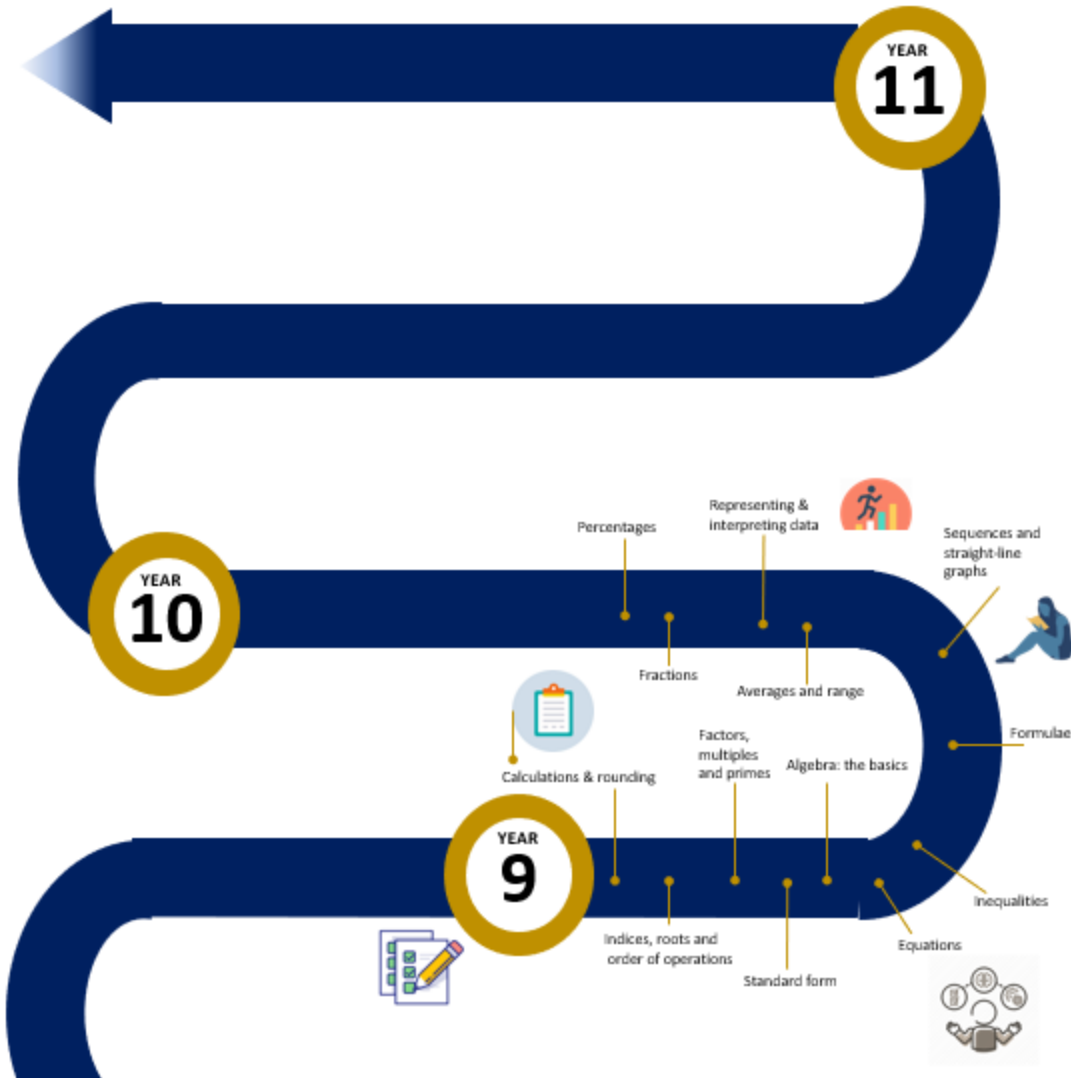 YEAR
11
Representing &
interpreting data
Percentages
Sequences and
straight-line
graphs
YEAR
10
Fractions
Averages and range
Formulae
Factors,
multiples
and primes
Algebra: the basics
Calculations & rounding
YEAR
9
Inequalities
Indices, roots and
order of operations
Equations
Standard form